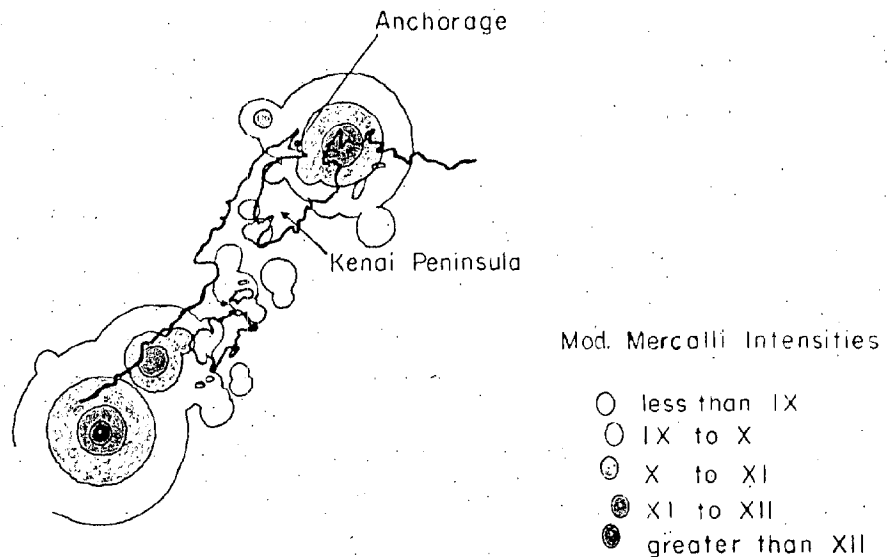 Anchorage
Kenai Peninsula
Mod. Mercalli Intensities
less than IX
IX to X
X to XI
XI to XII
greater than XII